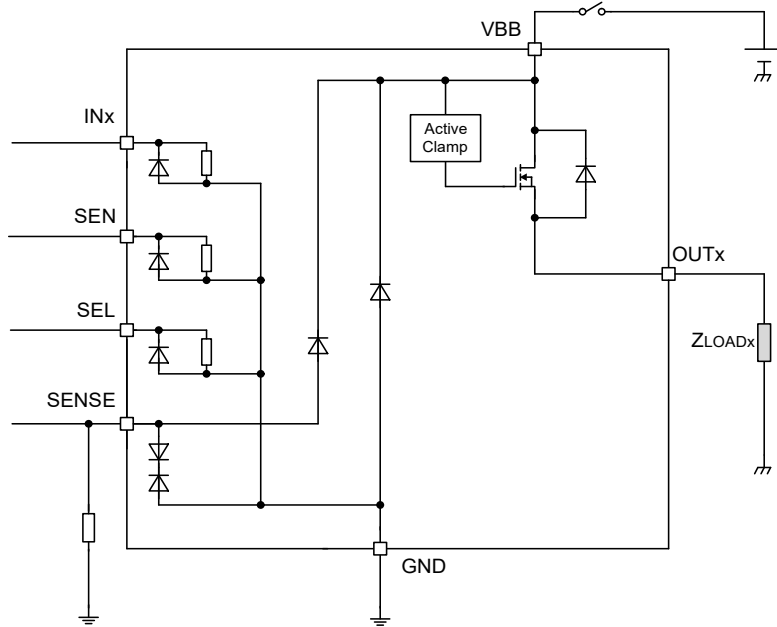 VBB
INx
Active
Clamp
SEN
OUTx
SEL
ZLOADx
SENSE
GND